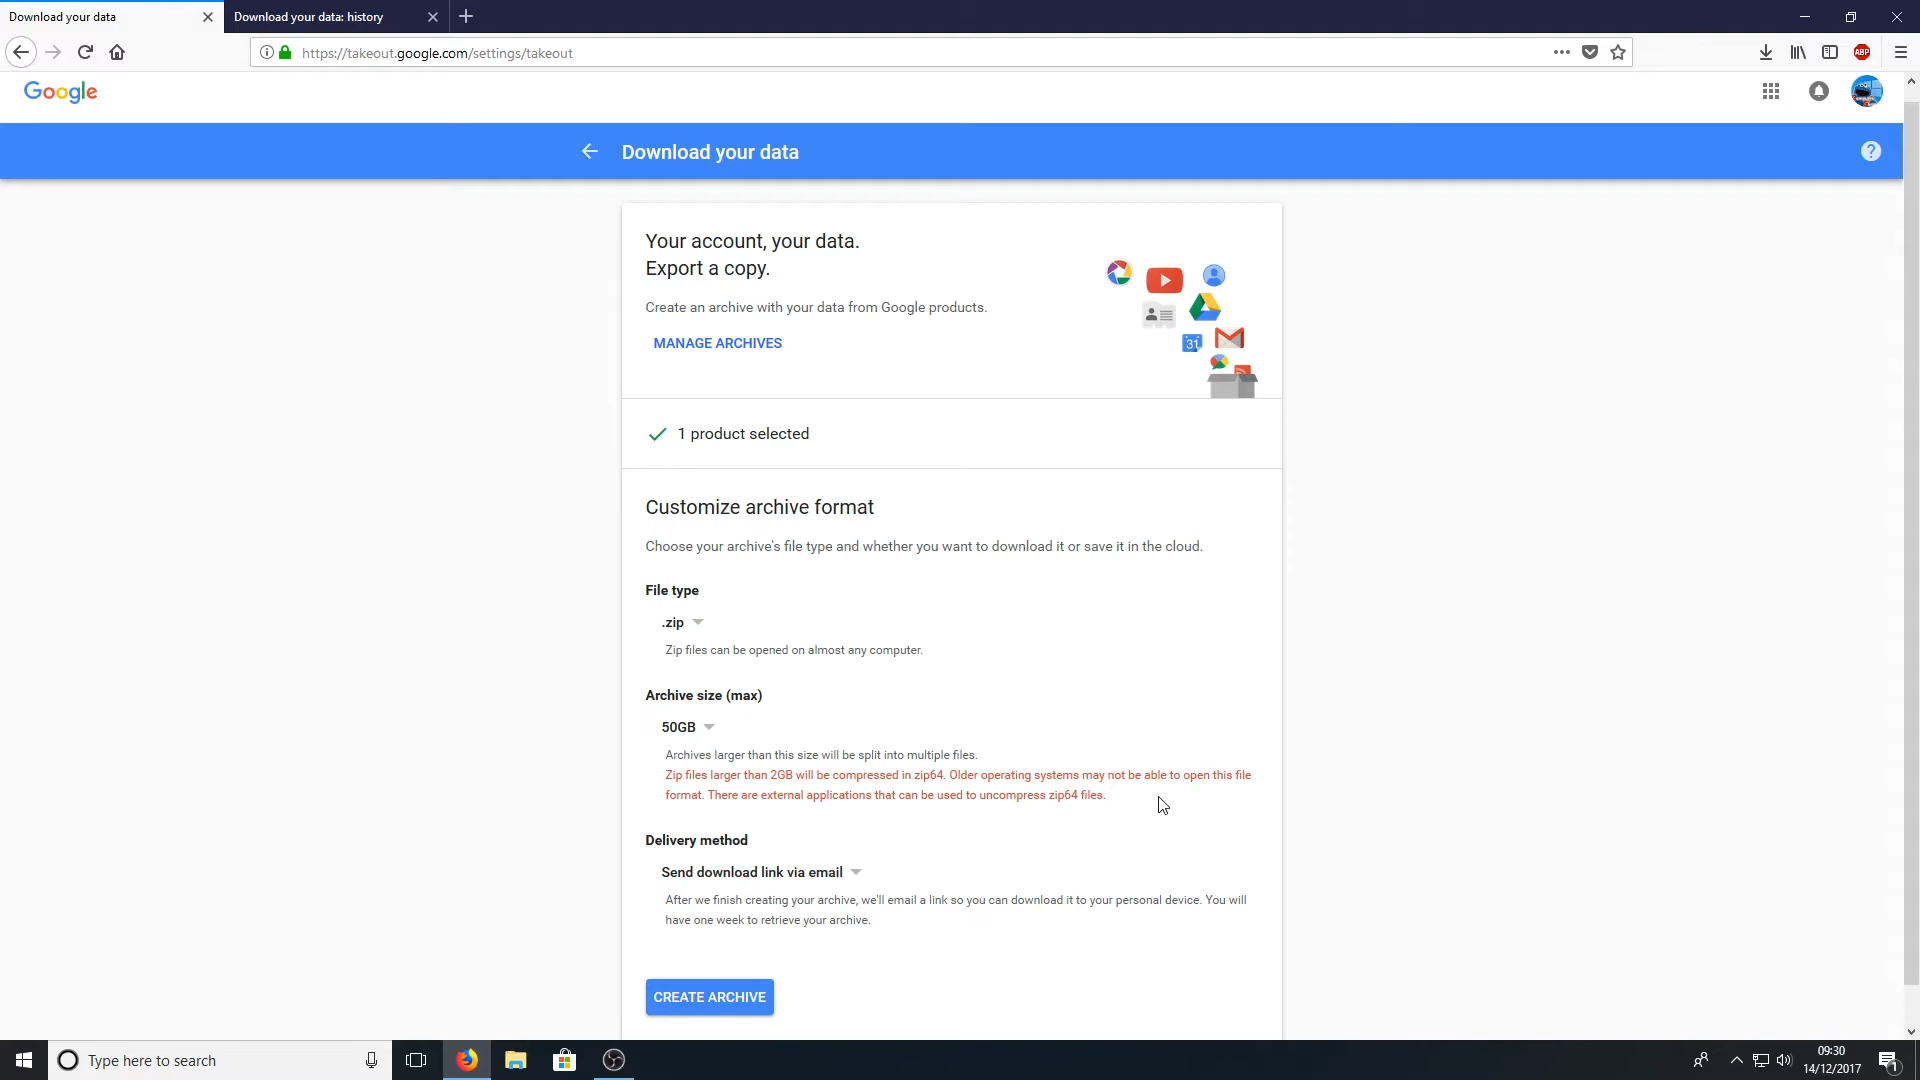 Download your data
Download your data: history
https://takeout.google.com/settings/takeout
ABP
Google
Download your data
?
Your account, your data.
Export a copy.
Create an archive with your data from Google products.
MANAGE ARCHIVES
31
1 product selected
Customize archive format
Choose your archive's file type and whether you want to download it or save it in the cloud.
File type
.zip
Zip files can be opened on almost any computer.
Archive size (max)
50GB
Archives larger than this size will be split into multiple files.
Zip files larger than 2GB will be compressed in zip64. Older operating systems may not be able to open this file
format. There are external applications that can be used to uncompress zip64 files.
Delivery method
Send download link via email
After we finish creating your archive, we'll email a link so you can download it to your personal device. You will
have one week to retrieve your archive.
CREATE ARCHIVE
Type here to search
09:30
14/12/2017
1